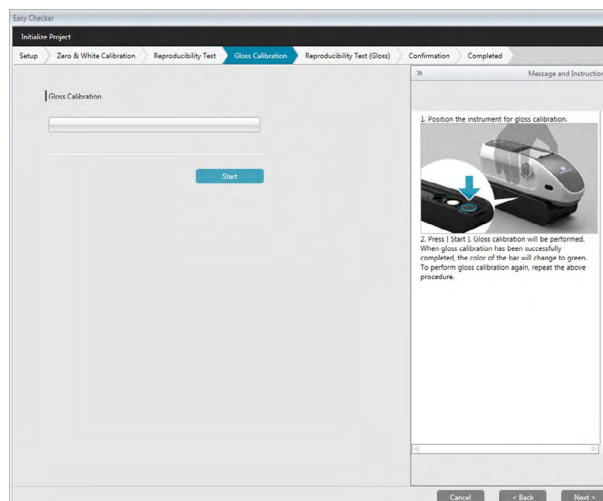 Easy Checker
Initialize Project
Setup Zero & White Calibration Reproducibility Test Gloss Calibration Reproducibility Test (Gloss) Confirmation Completed
» Message and Instruction
Gloss Calibration
Start
1. Position the instrument for gloss calibration.
2. Press [ Start ]. Gloss calibration will be performed.
When gloss calibration has been successfully
completed, the color of the bar will change to green.
To perform gloss calibration again, repeat the above
procedure.
Cancel < Back Next >